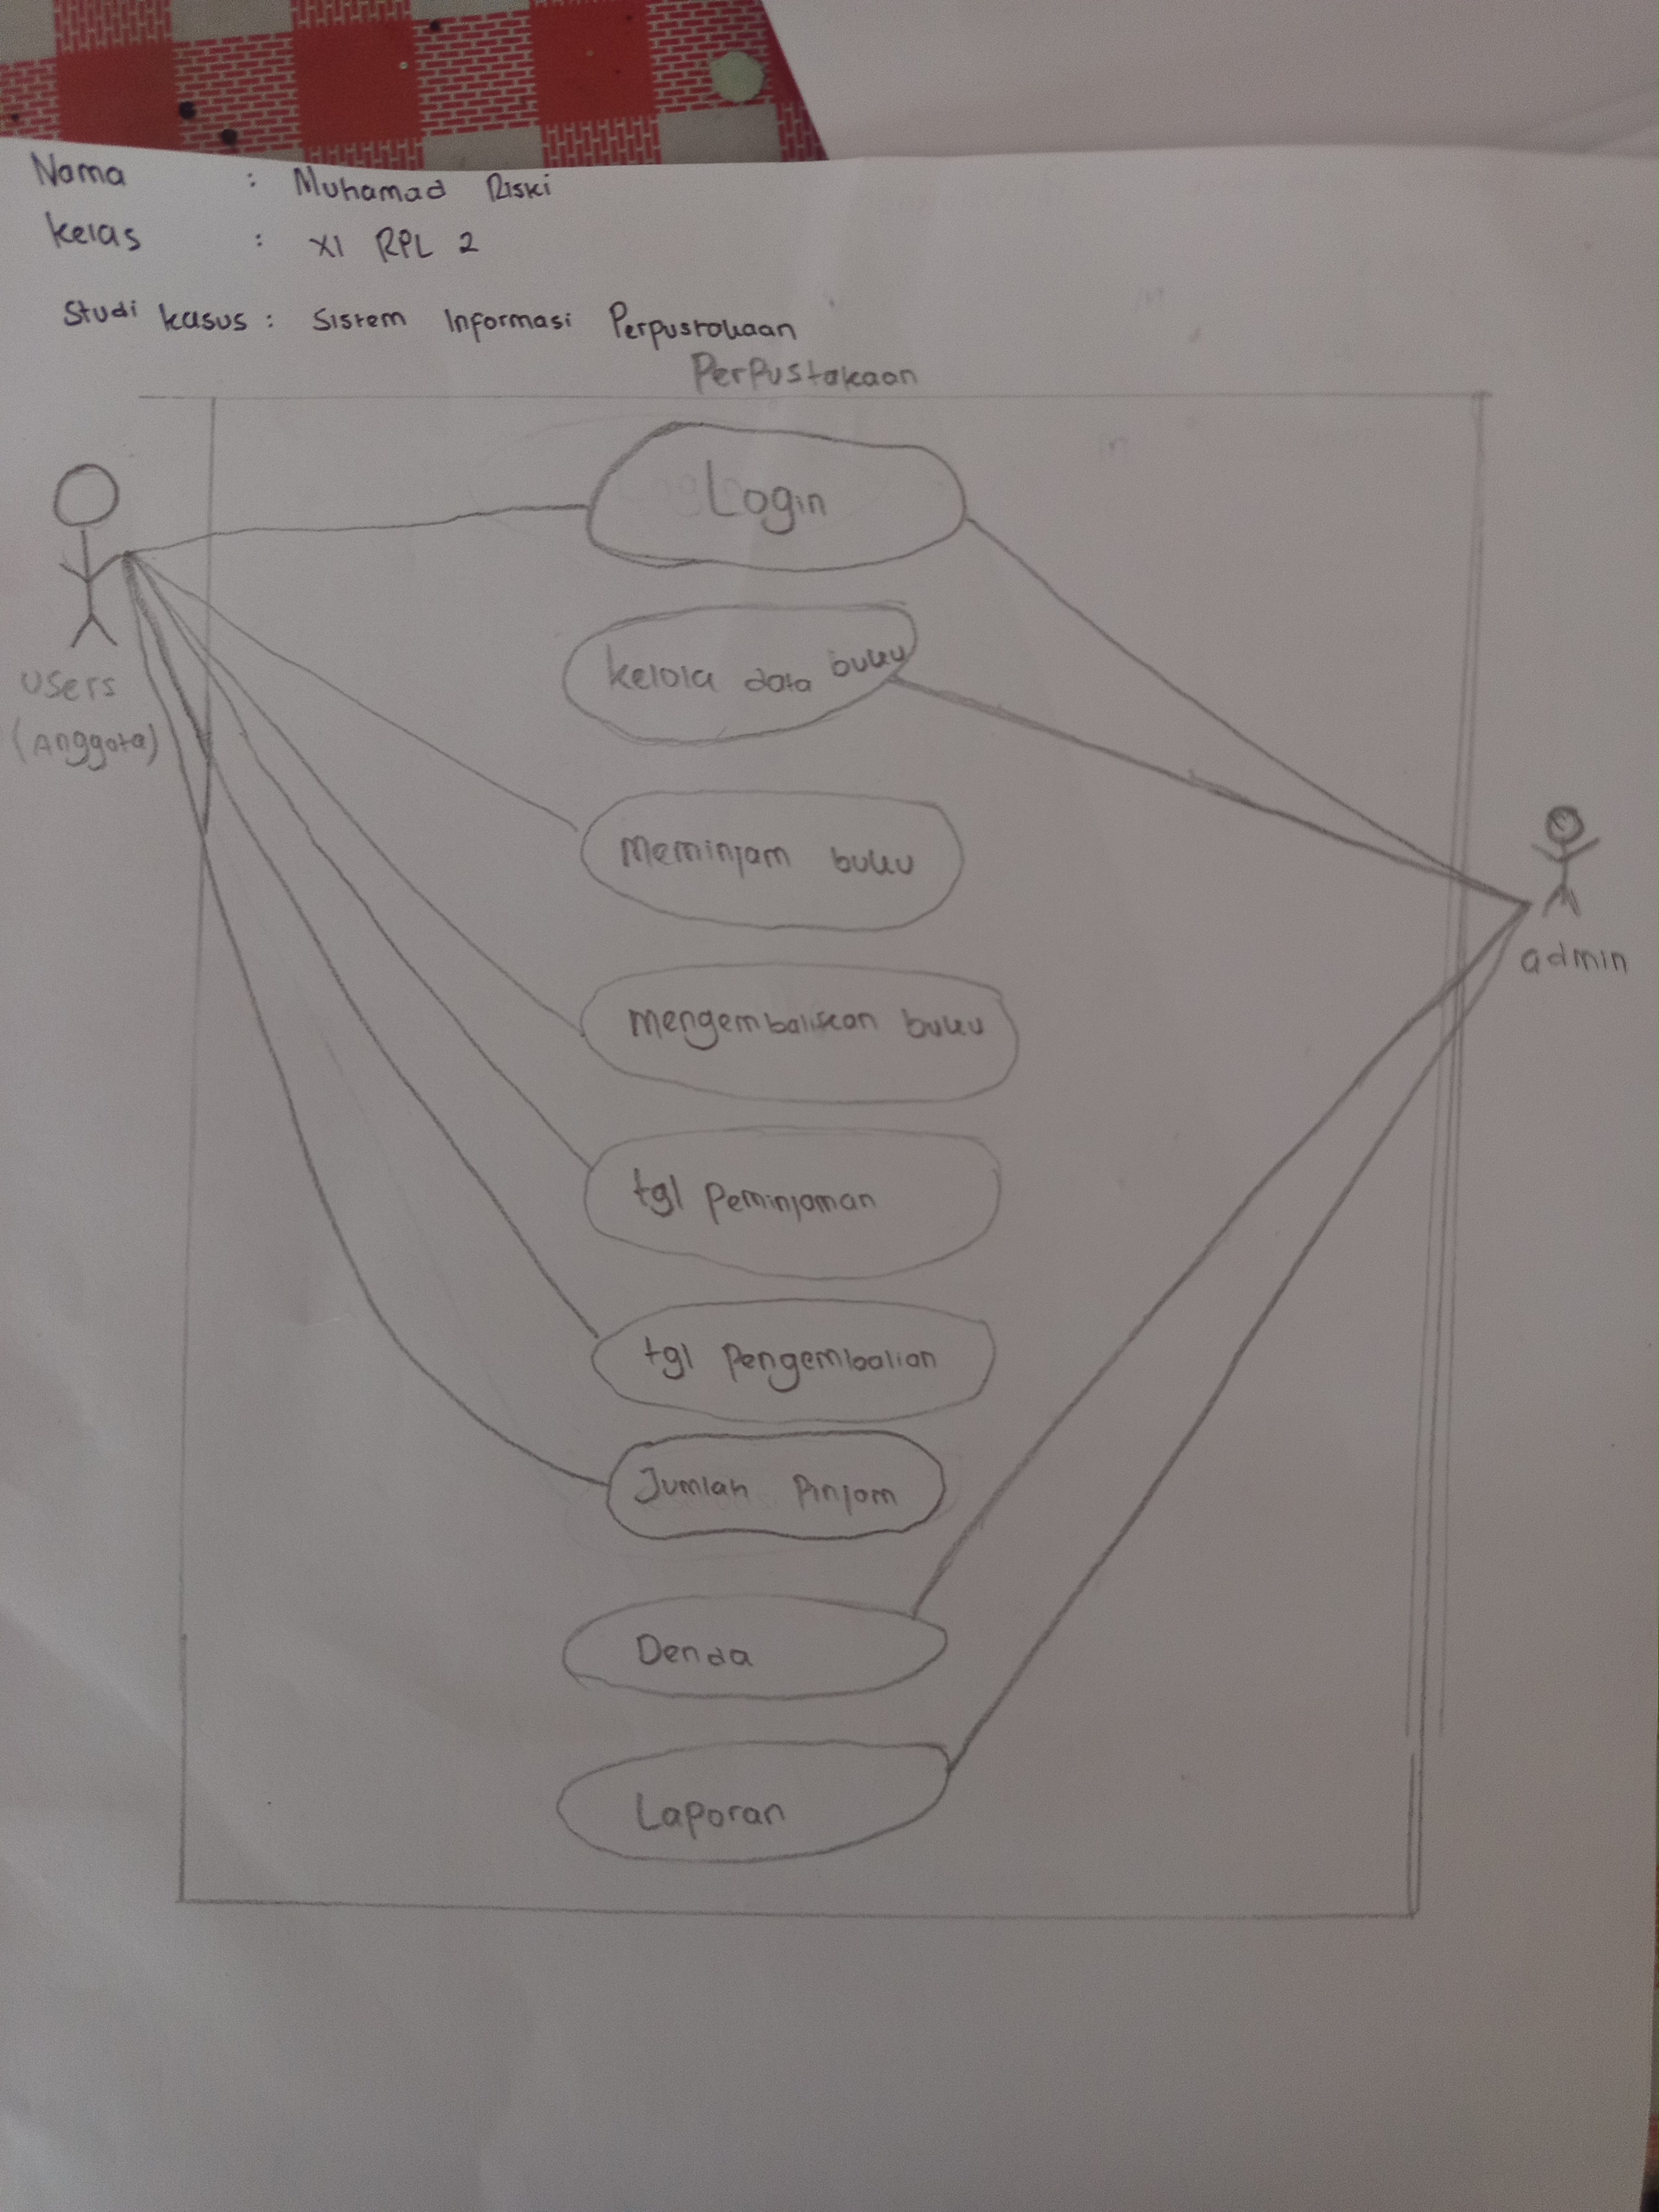 Nama : Muhamad Riski
Kelas : XI RPL 2
Studi kasus : Sistem Informasi Perpustakaan
Perpustakaan
Login
Users
(Anggota)
kelola data buku
Meminjam buku
admin
mengembalikan buku
tgl Peminjaman
tgl Pengembalian
Jumlah Pinjam
Denda
Laporan